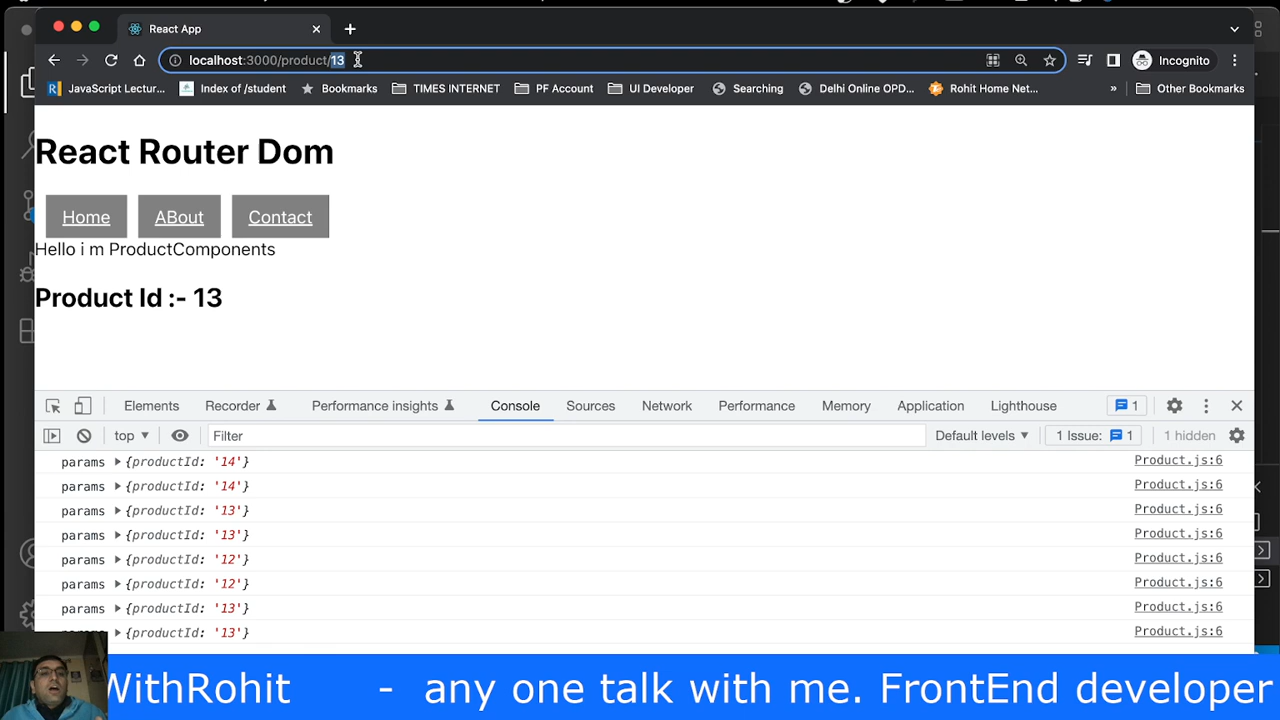 React App
localhost:3000/product/13
Incognito
JavaScript Lectur...
Index of /student
Bookmarks
TIMES INTERNET
PF Account
UI Developer
Searching
Delhi Online OPD...
Rohit Home Net...
»
Other Bookmarks
React Router Dom
Home
ABout
Contact
Hello i m ProductComponents
Product Id :- 13
Elements
Recorder
Performance insights
Console
Sources
Network
Performance
Memory
Application
Lighthouse
1
top
Filter
Default levels
1 Issue: 1
1 hidden
params {productId: '14'} Product.js:6
params {productId: '14'} Product.js:6
params {productId: '13'} Product.js:6
params {productId: '13'} Product.js:6
params {productId: '12'} Product.js:6
params {productId: '12'} Product.js:6
params {productId: '13'} Product.js:6
params {productId: '13'} Product.js:6
WithRohit - any one talk with me. FrontEnd developer